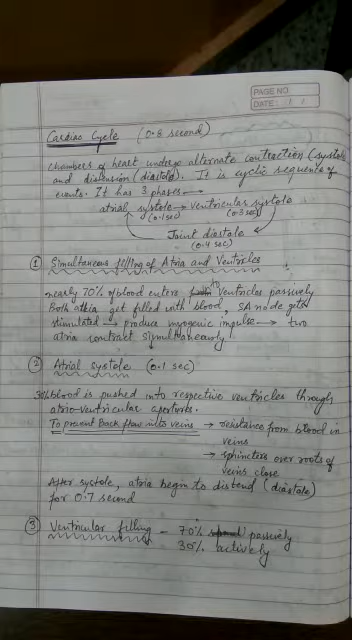 PAGE NO.
DATE: / /
Cardiac Cycle (0.8 second)
Chambers of heart undergo alternate contraction (systole
and distension (diastole). It is cyclic sequence of
events. It has 3 phases →
atrial systole → ventricular systole
(0.1 sec) (0.3 sec)
Joint diastole
(0.4 sec)
① Simultaneous filling of Atria and Ventricles
nearly 70% of blood enters to ventricles passively
Both atria get filled with blood, SA node gets
stimulated → produce myogenic impulse → two
atria contract simultaneously
② Atrial systole (0.1 sec)
30% blood is pushed into respective ventricles through
atrio-ventricular apertures.
To prevent Back flow into veins → resistance from blood in
veins
→ sphincters over roots of
veins close
After systole, atria begin to distend (diastole)
for 0.7 second
③ Ventricular filling - 70% passively
30% actively